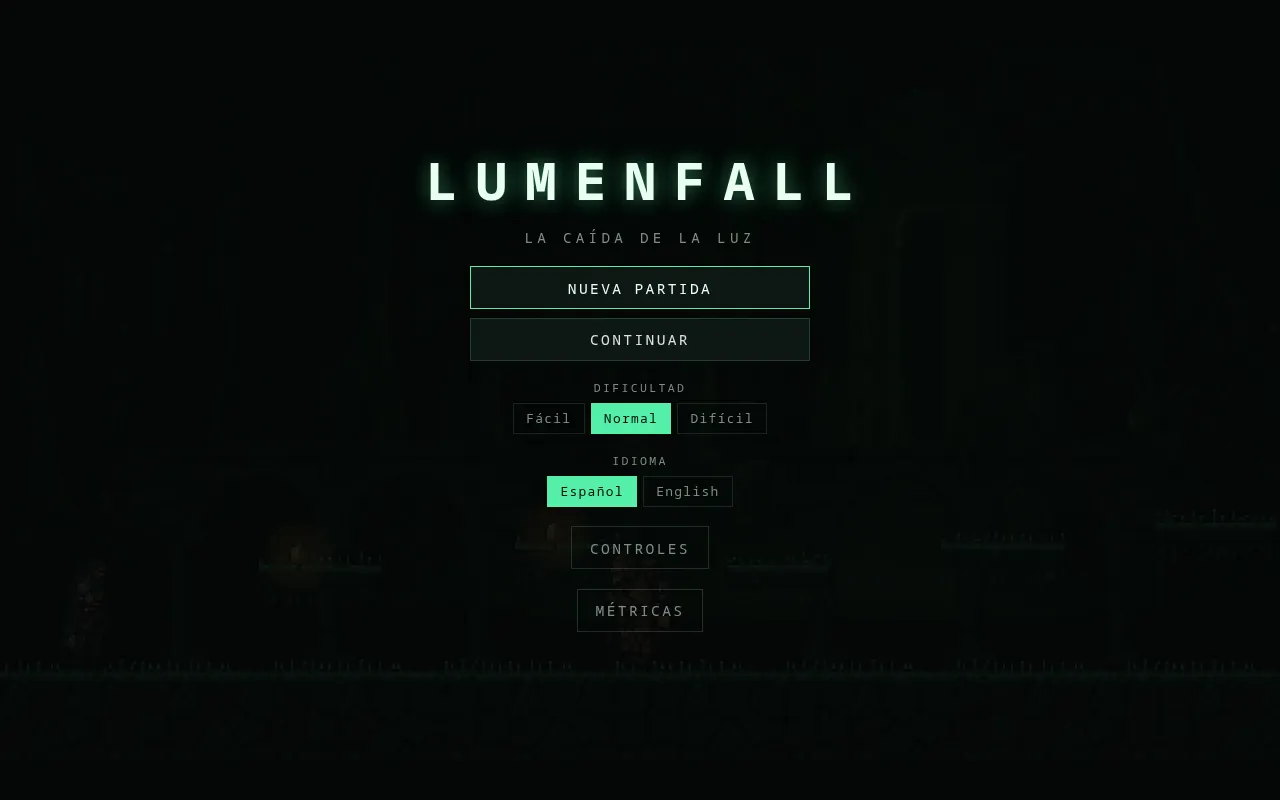 LUMENFALL
LA CAÍDA DE LA LUZ
NUEVA PARTIDA
CONTINUAR
DIFICULTAD
Fácil Normal Difícil
IDIOMA
Español English
CONTROLES
MÉTRICAS